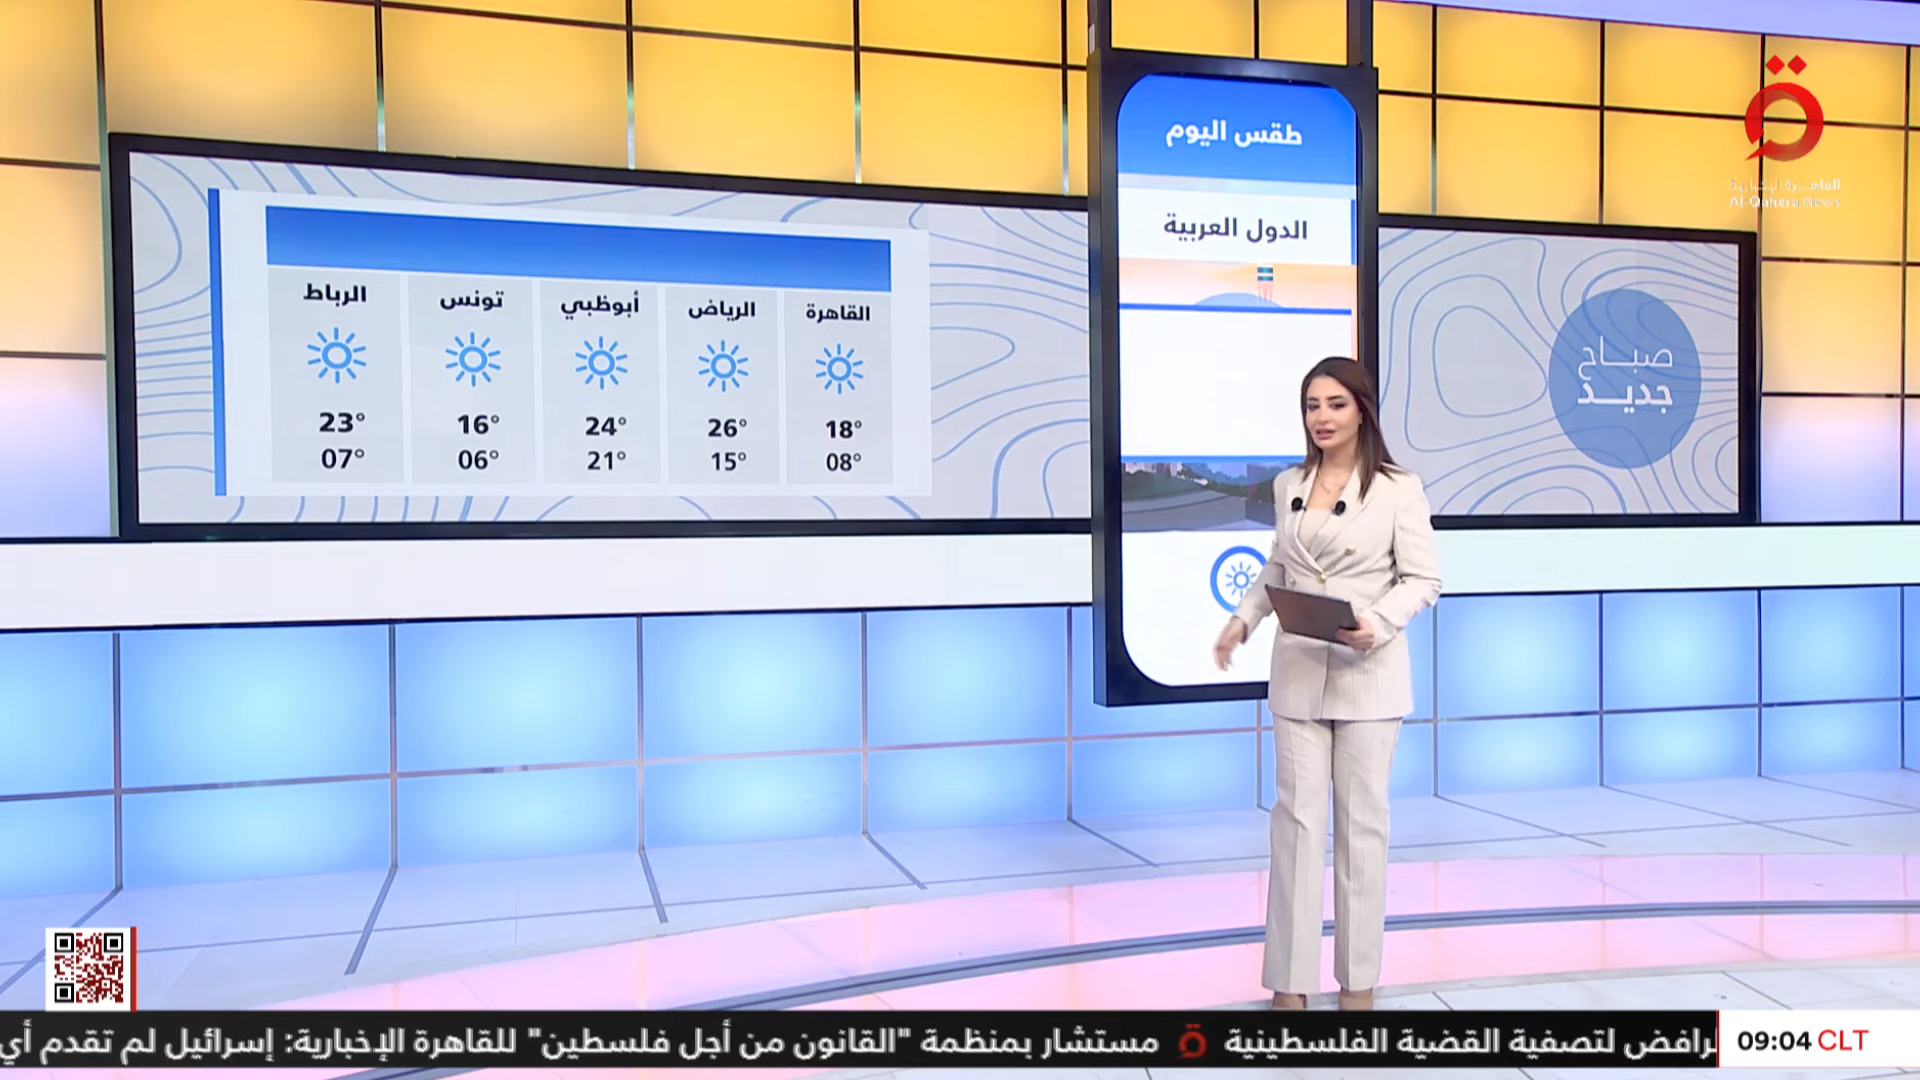 طقس اليوم
الدول العربية
القاهرة الرياض أبوظبي تونس الرباط
18° 26° 24° 16° 23°
08° 15° 21° 06° 07°
صباح
جديد
القاهرة الإخبارية
Al-Qahera News
رافض لتصفية القضية الفلسطينية مستشار بمنظمة "القانون من أجل فلسطين" للقاهرة الإخبارية: إسرائيل لم تقدم أي
09:04 CLT